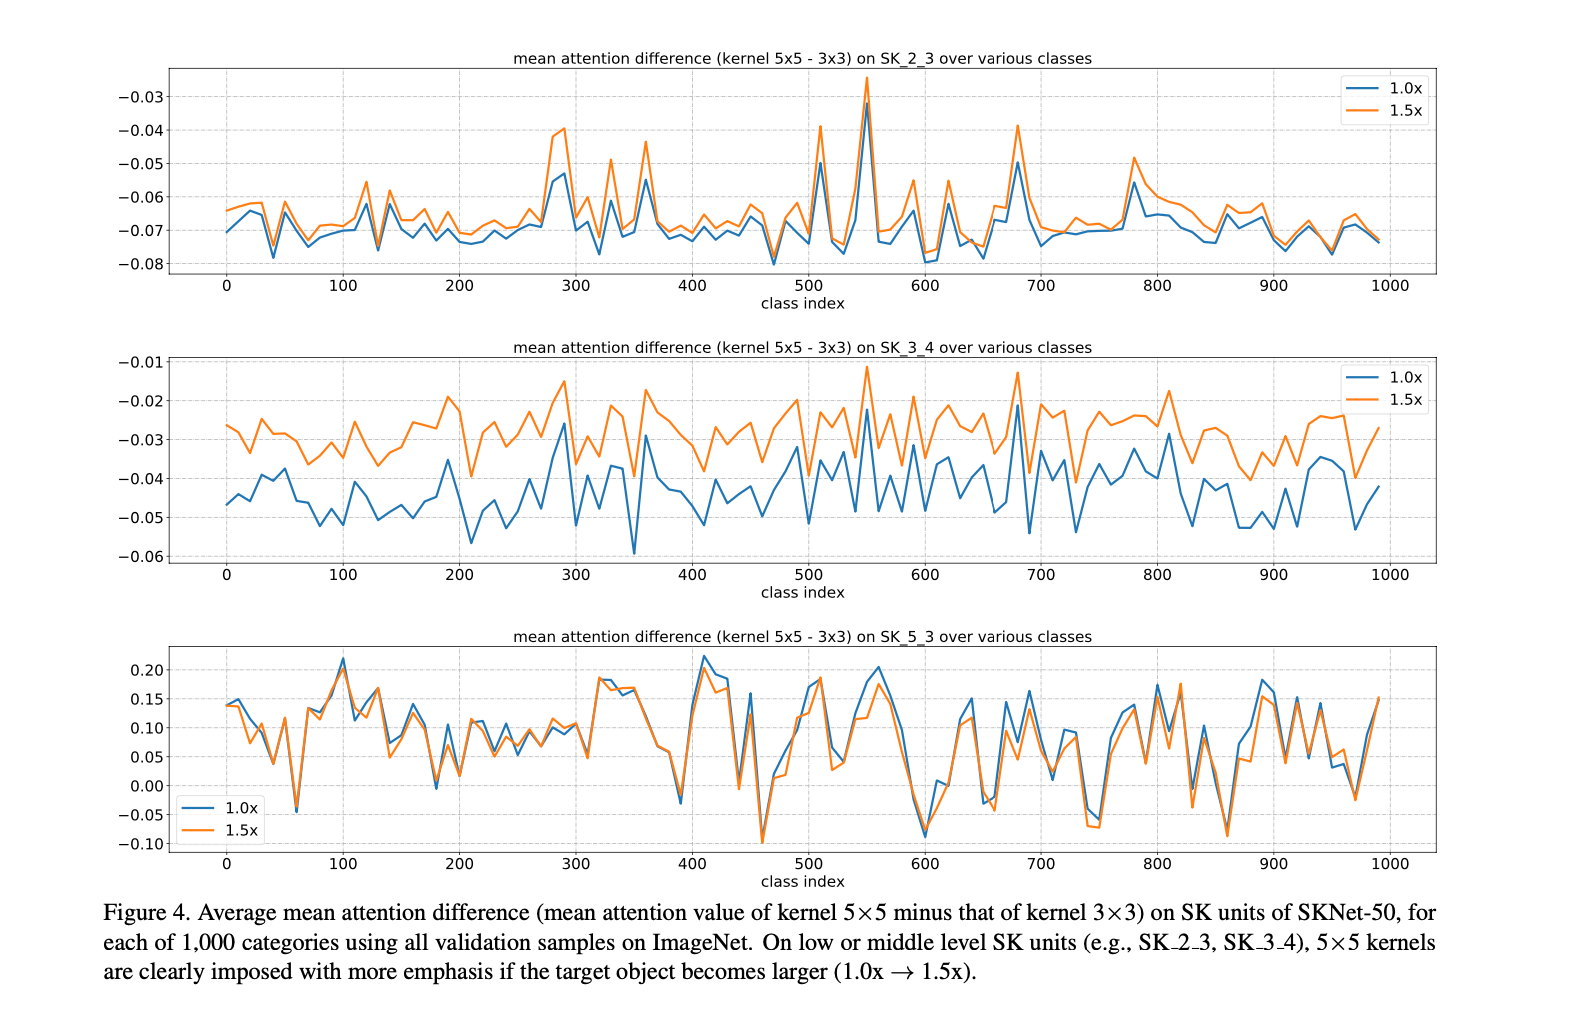 mean attention difference (kernel 5x5 - 3x3) on SK_2_3 over various classes
−0.03
−0.04
−0.05
−0.06
−0.07
−0.08
1.0x
1.5x
0 100 200 300 400 500 600 700 800 900 1000
class index
mean attention difference (kernel 5x5 - 3x3) on SK_3_4 over various classes
−0.01
−0.02
−0.03
−0.04
−0.05
−0.06
1.0x
1.5x
0 100 200 300 400 500 600 700 800 900 1000
class index
mean attention difference (kernel 5x5 - 3x3) on SK_5_3 over various classes
0.20
0.15
0.10
0.05
0.00
−0.05
−0.10
1.0x
1.5x
0 100 200 300 400 500 600 700 800 900 1000
class index
Figure 4. Average mean attention difference (mean attention value of kernel 5×5 minus that of kernel 3×3) on SK units of SKNet-50, for
each of 1,000 categories using all validation samples on ImageNet. On low or middle level SK units (e.g., SK_2_3, SK_3_4), 5×5 kernels
are clearly imposed with more emphasis if the target object becomes larger (1.0x → 1.5x).